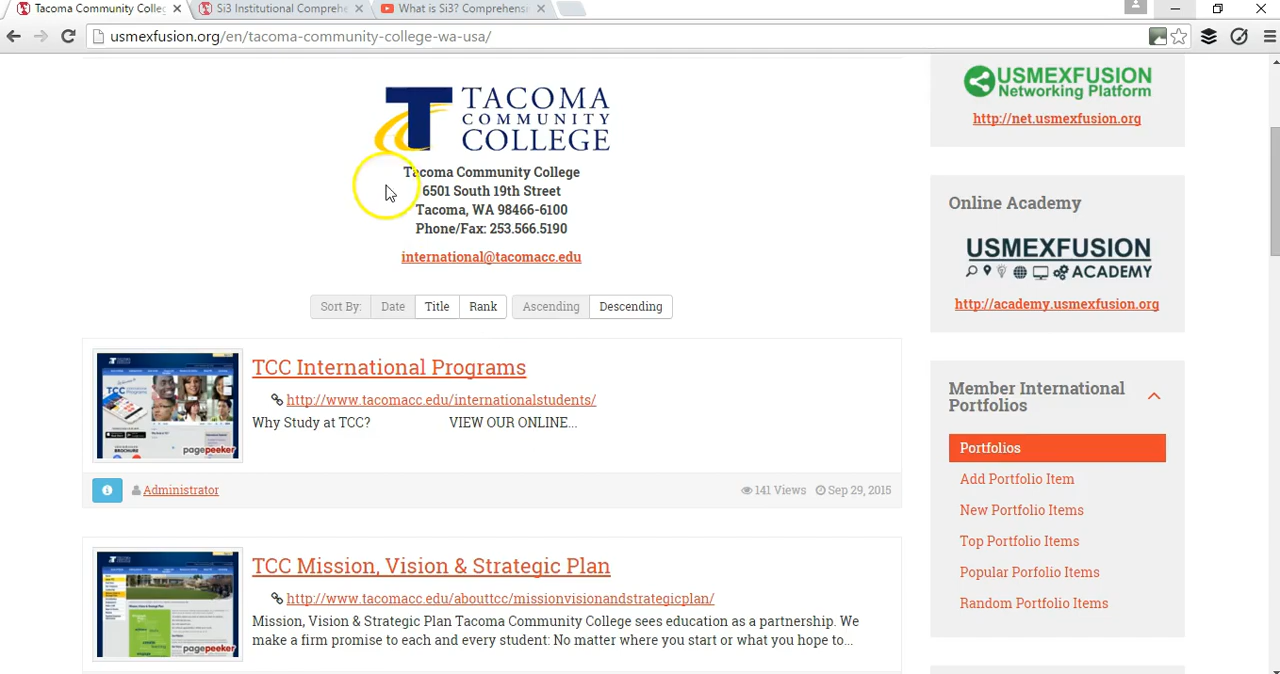 Tacoma Community Colleg
Si3 Institutional Comprehe
What is Si3? Comprehens
usmexfusion.org/en/tacoma-community-college-wa-usa/
TACOMA
COMMUNITY
COLLEGE
Tacoma Community College
6501 South 19th Street
Tacoma, WA 98466-6100
Phone/Fax: 253.566.5190
international@tacomacc.edu
Sort By: Date Title Rank Ascending Descending
TCC International Programs
http://www.tacomacc.edu/internationalstudents/
Why Study at TCC? VIEW OUR ONLINE...
pagepeeker
Administrator
141 Views Sep 29, 2015
TCC Mission, Vision & Strategic Plan
http://www.tacomacc.edu/abouttcc/missionvisionandstrategicplan/
Mission, Vision & Strategic Plan Tacoma Community College sees education as a partnership. We
make a firm promise to each and every student: No matter where you start or what you hope to...
pagepeeker
USMEXFUSION
Networking Platform
http://net.usmexfusion.org
Online Academy
USMEXFUSION
ACADEMY
http://academy.usmexfusion.org
Member International
Portfolios
Portfolios
Add Portfolio Item
New Portfolio Items
Top Portfolio Items
Popular Porfolio Items
Random Portfolio Items